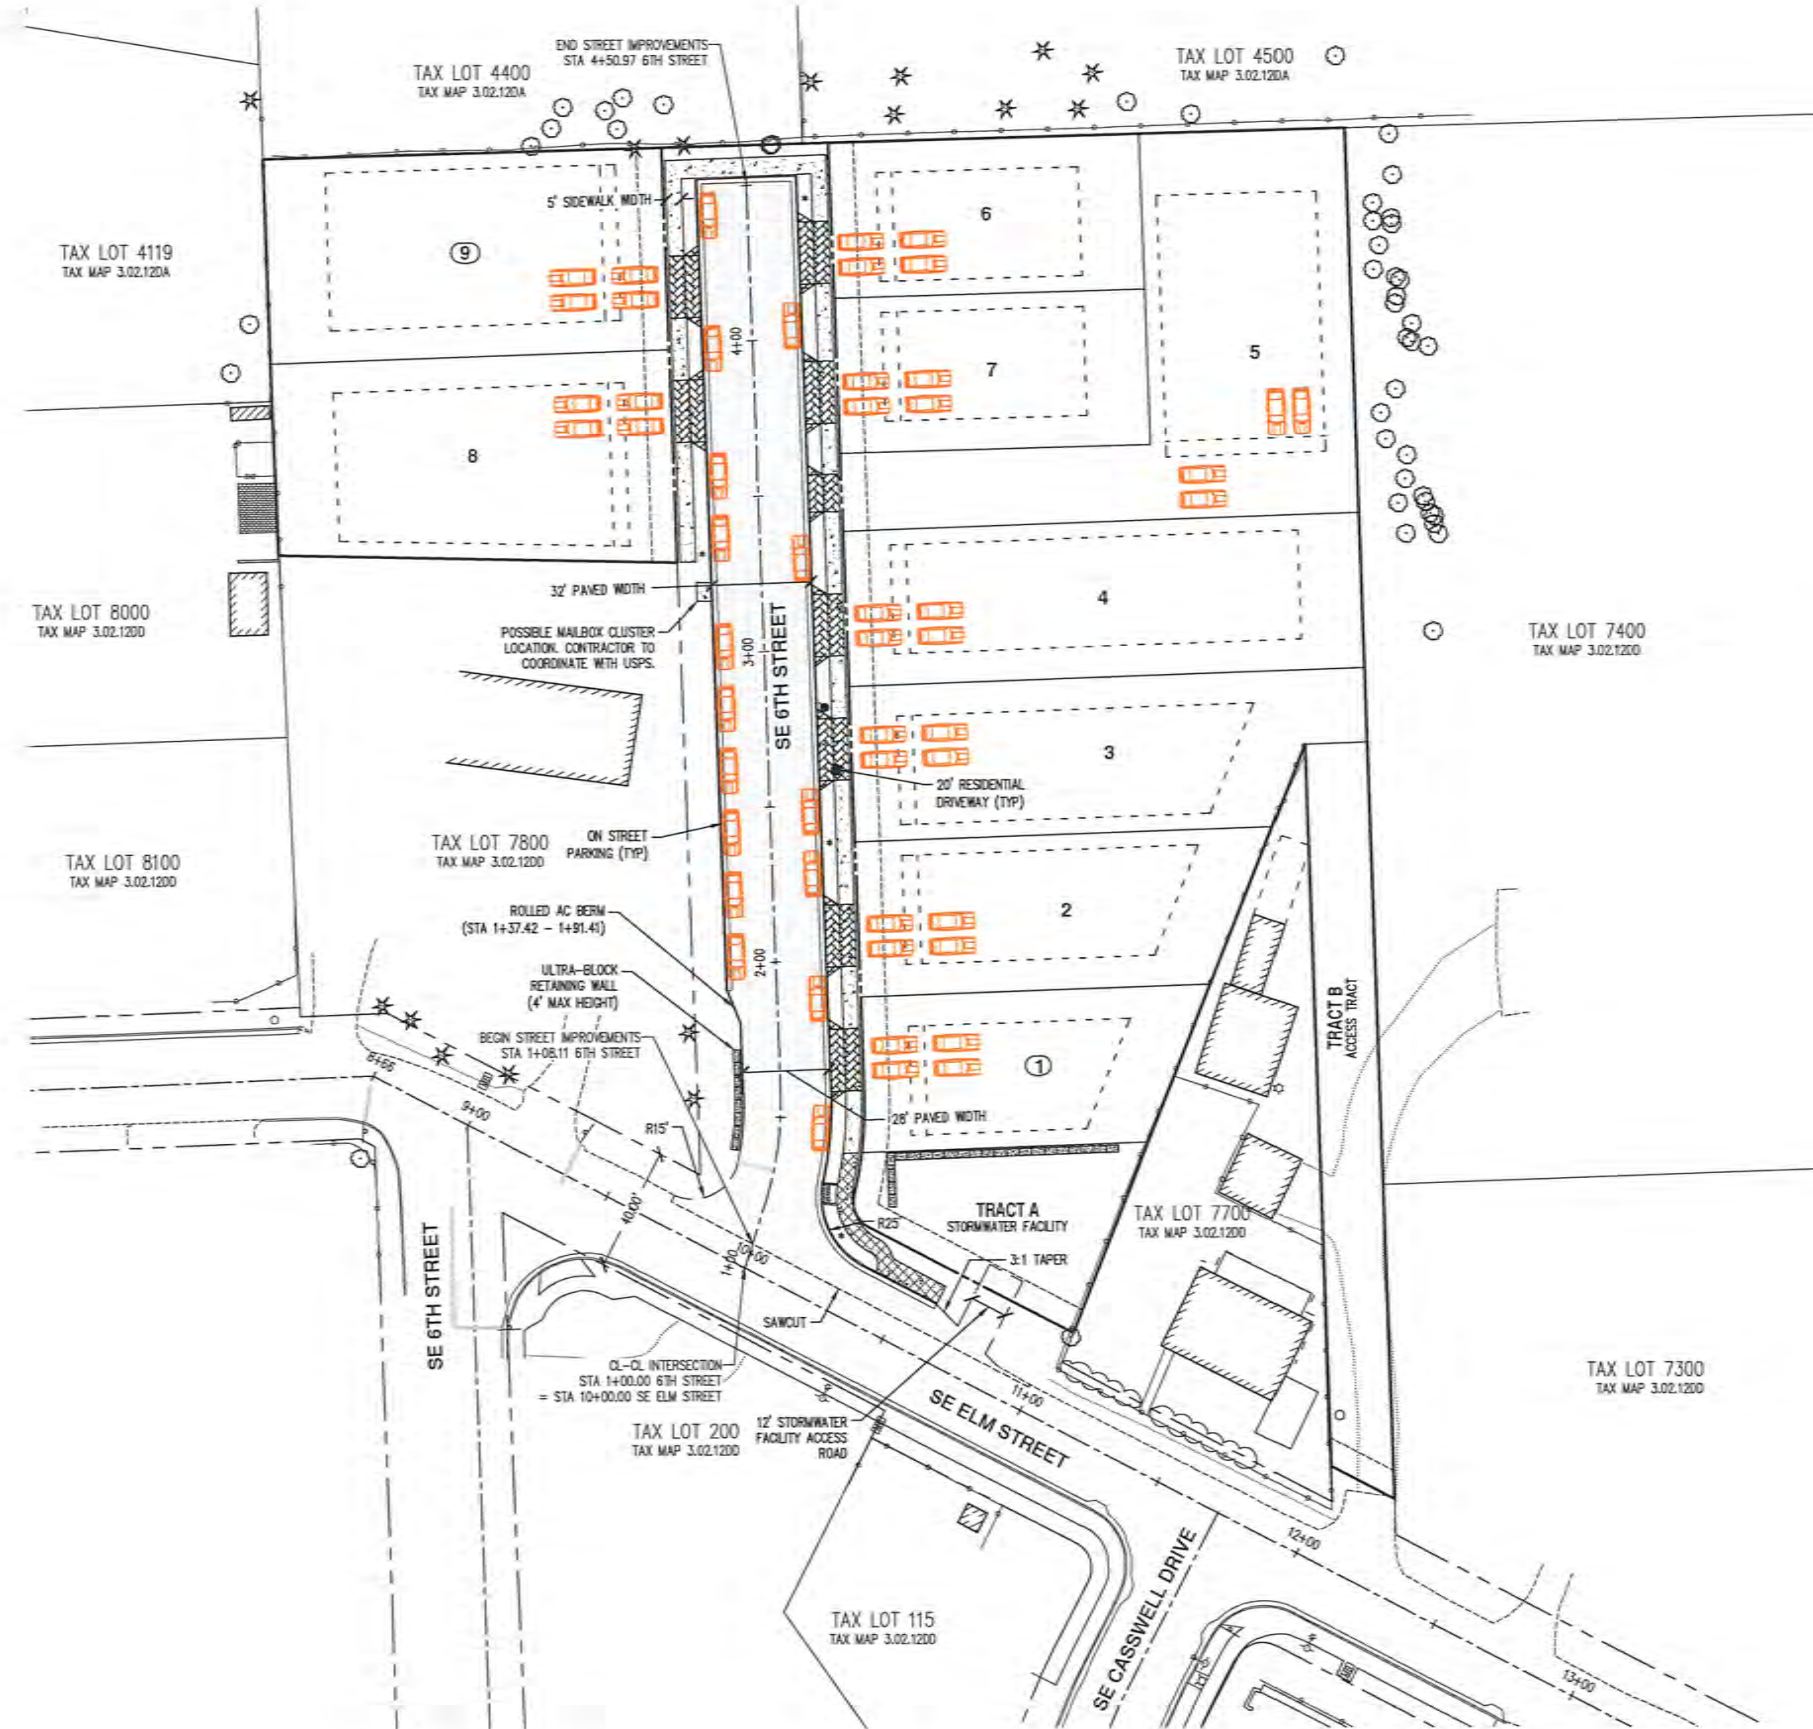 END STREET IMPROVEMENTS
STA 4+50.97 6TH STREET
TAX LOT 4400
TAX MAP 3.02.12DA
TAX LOT 4500
TAX MAP 3.02.12DA
5' SIDEWALK WIDTH
TAX LOT 4119
TAX MAP 3.02.12DA
9
6
4+00
7
5
8
32' PAVED WIDTH
POSSIBLE MAILBOX CLUSTER
LOCATION. CONTRACTOR TO
COORDINATE WITH USPS.
3+00
SE 6TH STREET
4
TAX LOT 8000
TAX MAP 3.02.12DD
TAX LOT 7400
TAX MAP 3.02.12DD
3
20' RESIDENTIAL
DRIVEWAY (TYP)
TAX LOT 7800
TAX MAP 3.02.12DD
ON STREET
PARKING (TYP)
TAX LOT 8100
TAX MAP 3.02.12DD
ROLLED AC BERM
(STA 1+37.42 - 1+91.41)
2
ULTRA-BLOCK
RETAINING WALL
(4' MAX HEIGHT)
2+00
TRACT B
ACCESS TRACT
BEGIN STREET IMPROVEMENTS
STA 1+08.11 6TH STREET
1
8+66
9+00
R15'
28' PAVED WIDTH
40.00'
TRACT A
STORMWATER FACILITY
R25'
TAX LOT 7700
TAX MAP 3.02.12DD
3:1 TAPER
1+00
10+00
SE 6TH STREET
SAWCUT
CL-CL INTERSECTION
STA 1+00.00 6TH STREET
= STA 10+00.00 SE ELM STREET
11+00
SE ELM STREET
TAX LOT 7300
TAX MAP 3.02.12DD
TAX LOT 200
TAX MAP 3.02.12DD
12' STORMWATER
FACILITY ACCESS
ROAD
12+00
TAX LOT 115
TAX MAP 3.02.12DD
SE CASSWELL DRIVE
13+00